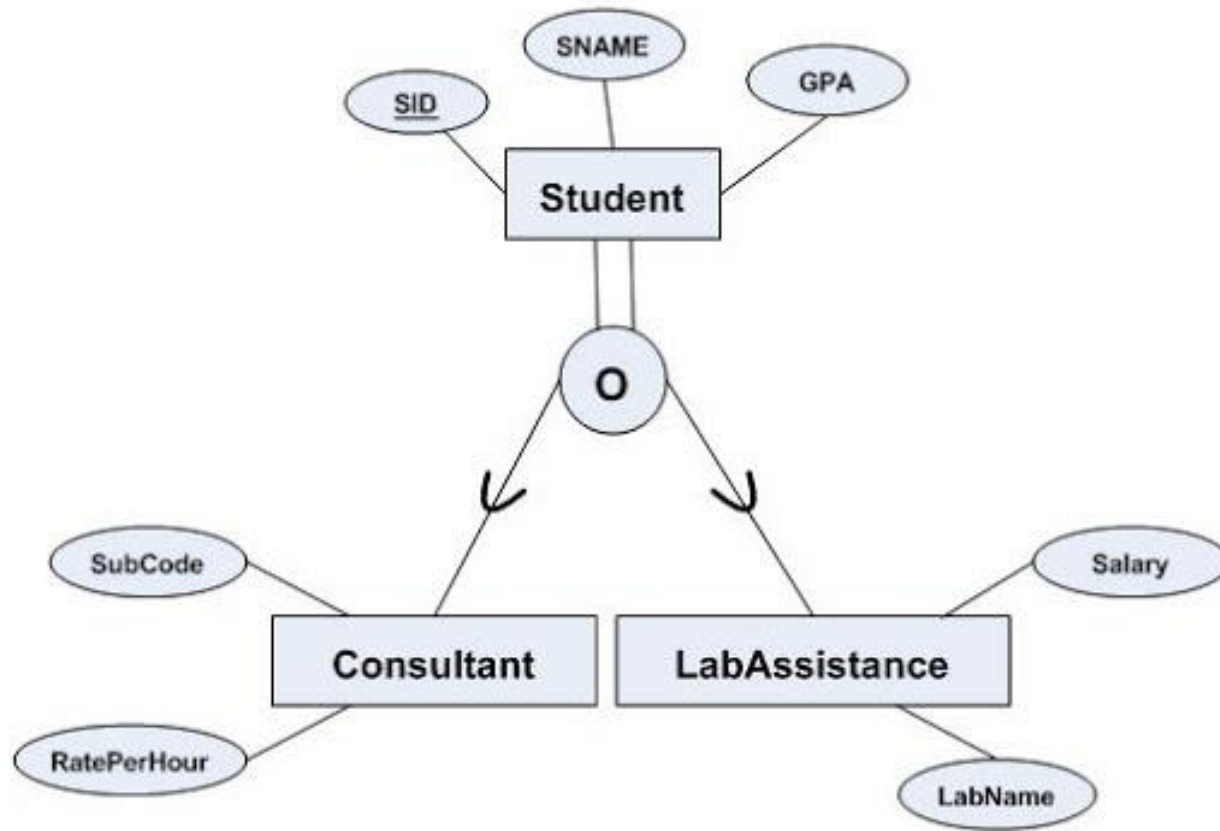 SNAME
SID
GPA
Student
O
SubCode
Salary
Consultant
LabAssistance
RatePerHour
LabName